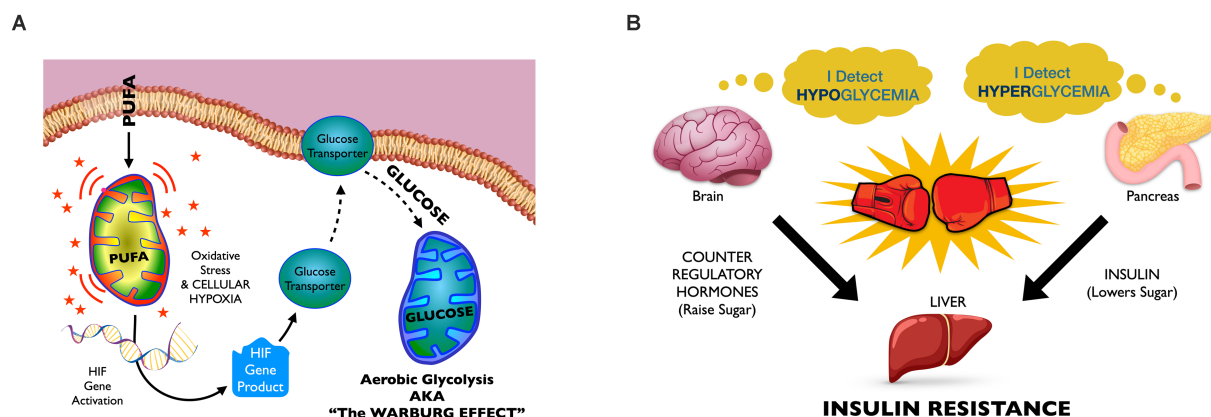 A
PUFA
PUFA
Oxidative
Stress
& CELLULAR
HYPOXIA
HIF
Gene
Activation
HIF
Gene
Product
Glucose
Transporter
Glucose
Transporter
GLUCOSE
GLUCOSE
Aerobic Glycolysis
AKA
“The WARBURG EFFECT”
B
I Detect
HYPOGLYCEMIA
I Detect
HYPERGLYCEMIA
Brain
Pancreas
COUNTER
REGULATORY
HORMONES
(Raise Sugar)
INSULIN
(Lowers Sugar)
LIVER
INSULIN RESISTANCE